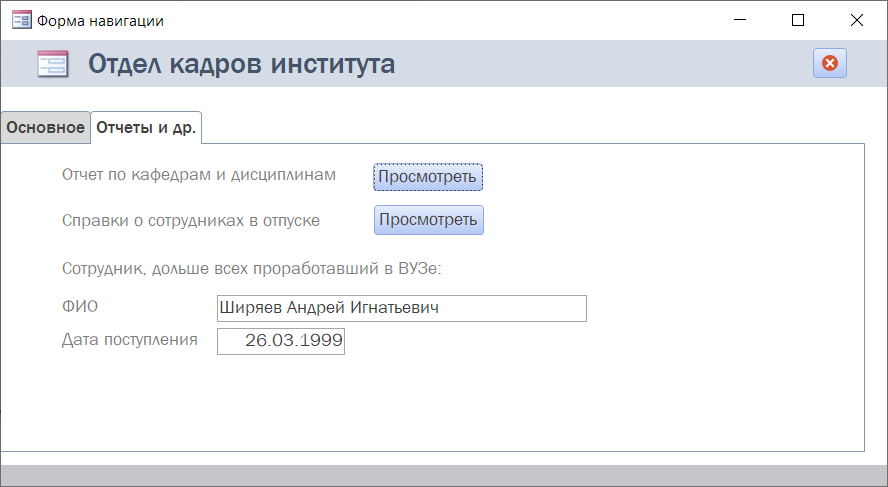 Форма навигации
Отдел кадров института
Основное Отчеты и др.
Отчет по кафедрам и дисциплинам Просмотреть
Справки о сотрудниках в отпуске Просмотреть
Сотрудник, дольше всех проработавший в ВУЗе:
ФИО Ширяев Андрей Игнатьевич
Дата поступления 26.03.1999